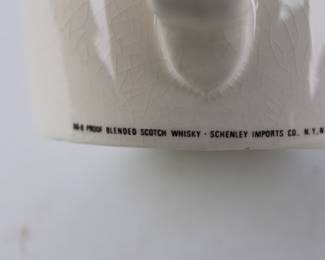 86·8 PROOF BLENDED SCOTCH WHISKY · SCHENLEY IMPORTS CO. N.Y., N